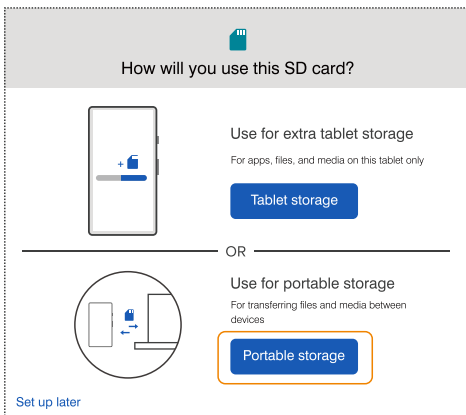 How will you use this SD card?
Use for extra tablet storage
For apps, files, and media on this tablet only
Tablet storage
OR
Use for portable storage
For transferring files and media between
devices
Portable storage
Set up later